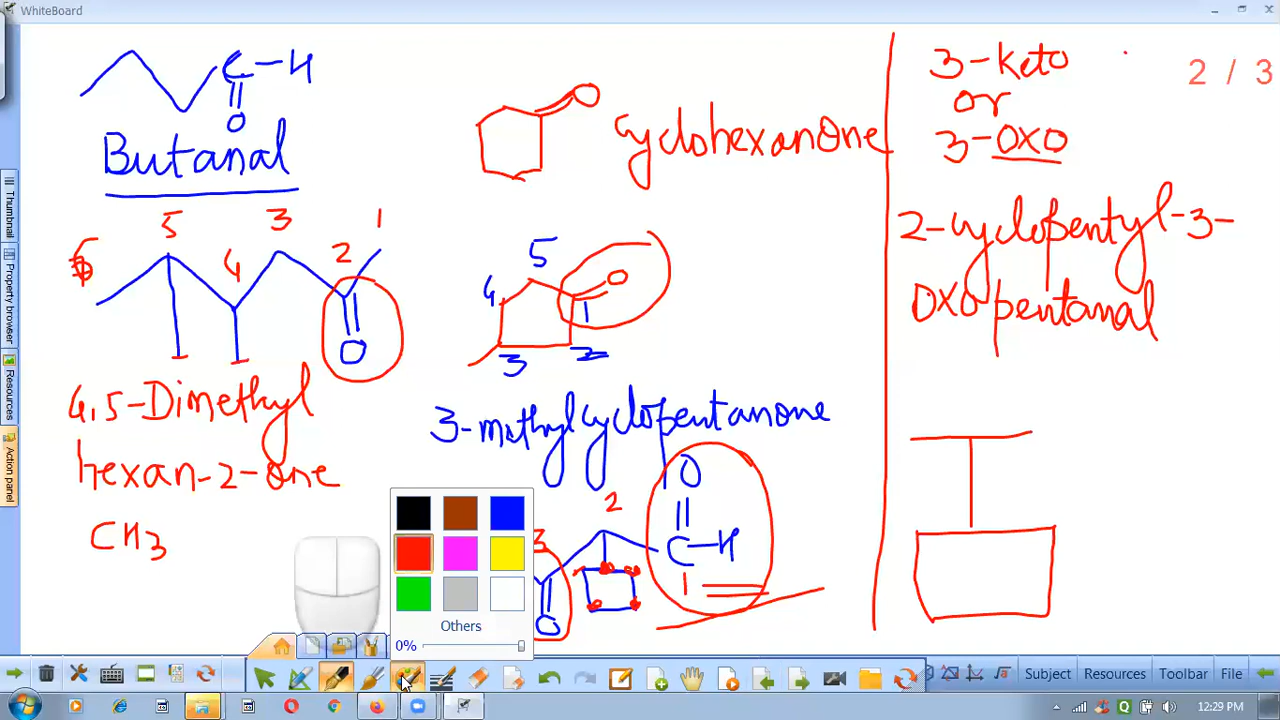 WhiteBoard
C-H
O
Butanal
O
cyclohexanone
3-keto
or
3-OXO
2 / 3
2-cyclopentyl-3-
OXO pentanal
6 5 4 3 2 1
O
4,5-Dimethyl
hexan-2-one
CH3
5
4
3
2
1
O
3-methylcyclopentanone
3
2
O
C-H
1
O
Thumbnail
Property browser
Resources
Action panel
Others
0%
Subject
Resources
Toolbar
File
12:29 PM